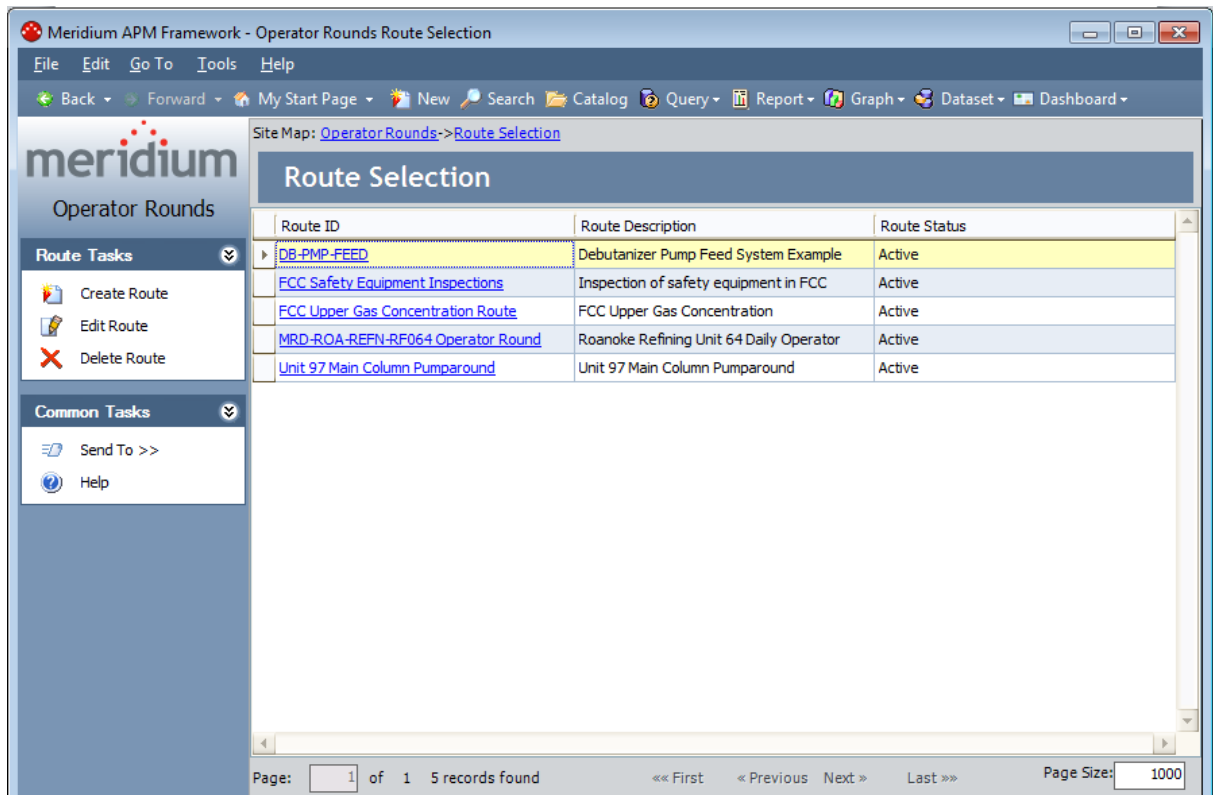 Meridium APM Framework - Operator Rounds Route Selection
File Edit Go To Tools Help
Back Forward My Start Page New Search Catalog Query Report Graph Dataset Dashboard
meridium
Operator Rounds
Route Tasks
Create Route
Edit Route
Delete Route
Common Tasks
Send To >>
Help
Site Map: Operator Rounds->Route Selection
Route Selection
Route ID Route Description Route Status
DB-PMP-FEED Debutanizer Pump Feed System Example Active
FCC Safety Equipment Inspections Inspection of safety equipment in FCC Active
FCC Upper Gas Concentration Route FCC Upper Gas Concentration Active
MRD-ROA-REFN-RF064 Operator Round Roanoke Refining Unit 64 Daily Operator Active
Unit 97 Main Column Pumparound Unit 97 Main Column Pumparound Active
Page: 1 of 1 5 records found «« First « Previous Next » Last »» Page Size: 1000